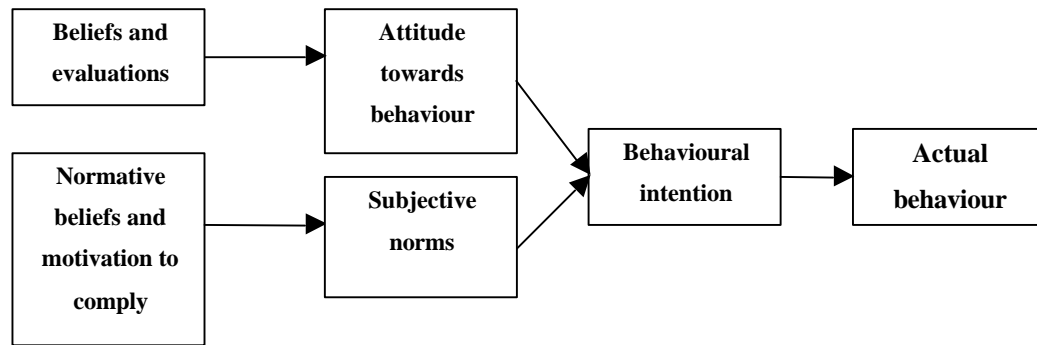 Beliefs and
evaluations
Attitude
towards
behaviour
Normative
beliefs and
motivation to
comply
Subjective
norms
Behavioural
intention
Actual
behaviour